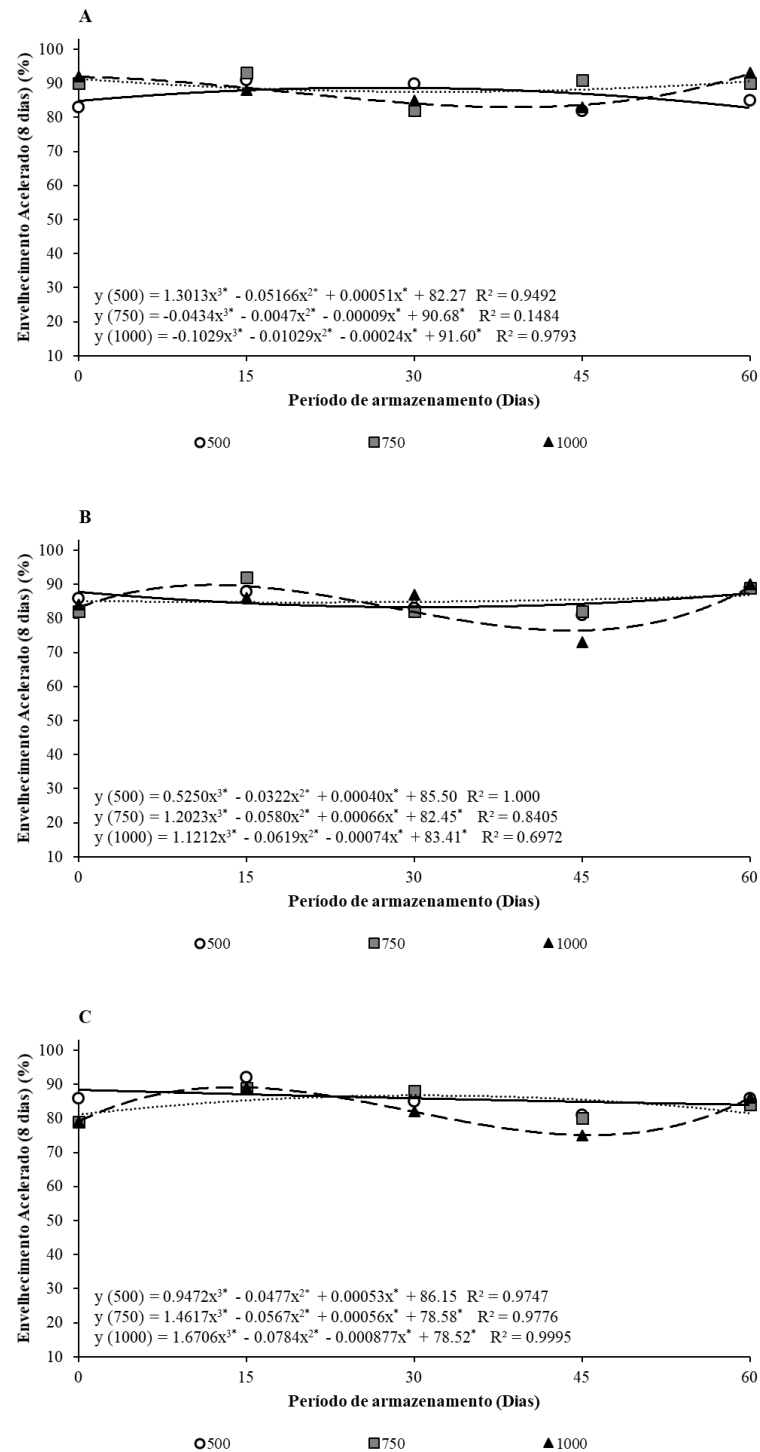 A
Envelhecimento Acelerado (8 dias) (%)
100
90
80
70
60
50
40
30
20
10
y (500) = 1.3013x³* - 0.05166x²* + 0.00051x* + 82.27 R² = 0.9492
y (750) = -0.0434x³* - 0.0047x²* - 0.00009x* + 90.68* R² = 0.1484
y (1000) = -0.1029x³* - 0.01029x²* - 0.00024x* + 91.60* R² = 0.9793
0 15 30 45 60
Período de armazenamento (Dias)
500 750 1000
B
Envelhecimento Acelerado (8 dias) (%)
100
90
80
70
60
50
40
30
20
10
y (500) = 0.5250x³* - 0.0322x²* + 0.00040x* + 85.50 R² = 1.000
y (750) = 1.2023x³* - 0.0580x²* + 0.00066x* + 82.45* R² = 0.8405
y (1000) = 1.1212x³* - 0.0619x²* - 0.00074x* + 83.41* R² = 0.6972
0 15 30 45 60
Período de armazenamento (Dias)
500 750 1000
C
Envelhecimento Acelerado (8 dias) (%)
100
90
80
70
60
50
40
30
20
10
y (500) = 0.9472x³* - 0.0477x²* + 0.00053x* + 86.15 R² = 0.9747
y (750) = 1.4617x³* - 0.0567x²* + 0.00056x* + 78.58* R² = 0.9776
y (1000) = 1.6706x³* - 0.0784x²* - 0.000877x* + 78.52* R² = 0.9995
0 15 30 45 60
Período de armazenamento (Dias)
500 750 1000